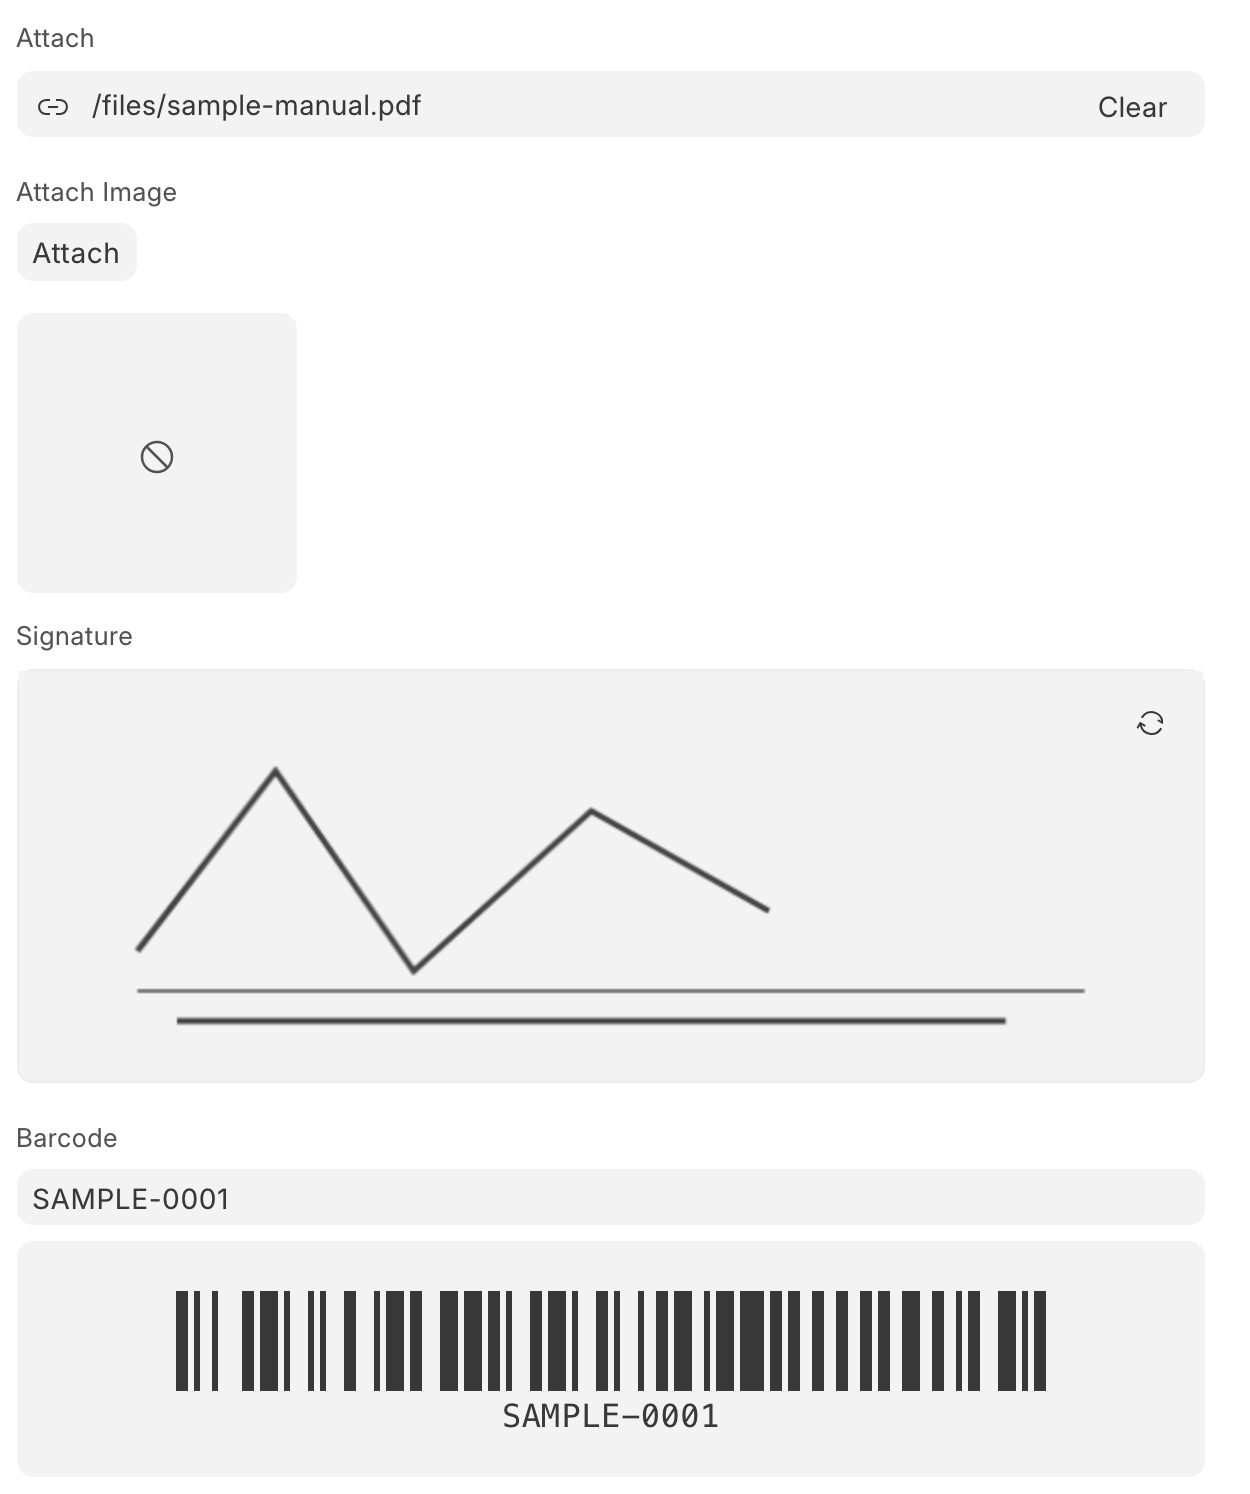 Attach
/files/sample-manual.pdf Clear
Attach Image
Attach
Signature
Barcode
SAMPLE-0001
SAMPLE-0001